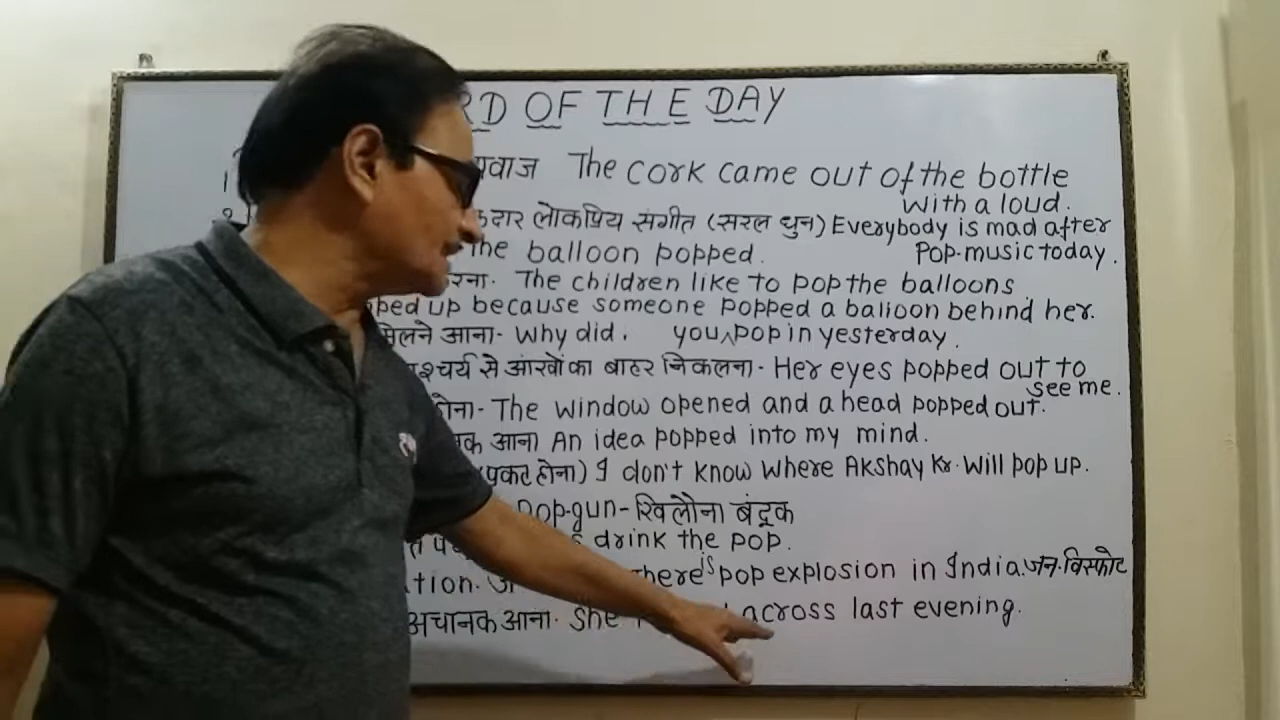 OF THE DAY
1 The cork came out of the bottle
with a loud.
लोकप्रिय संगीत (सरल धुन) Everybody is mad after
Pop-music today.
The balloon popped.
The children like to pop the balloons
up because someone popped a balloon behind her.
मिलने आना- Why did. you pop in yesterday.
से आंखों का बाहर निकलना- Her eyes popped out to
see me.
होना- The window opened and a head popped out.
आना An idea popped into my mind.
(प्रकट होना) I don't know where Akshay Kr. will pop up.
Pop-gun- खिलौना बंदूक
drink the pop.
there is pop explosion in India. जन-विस्फोट
अचानक आना- She across last evening.